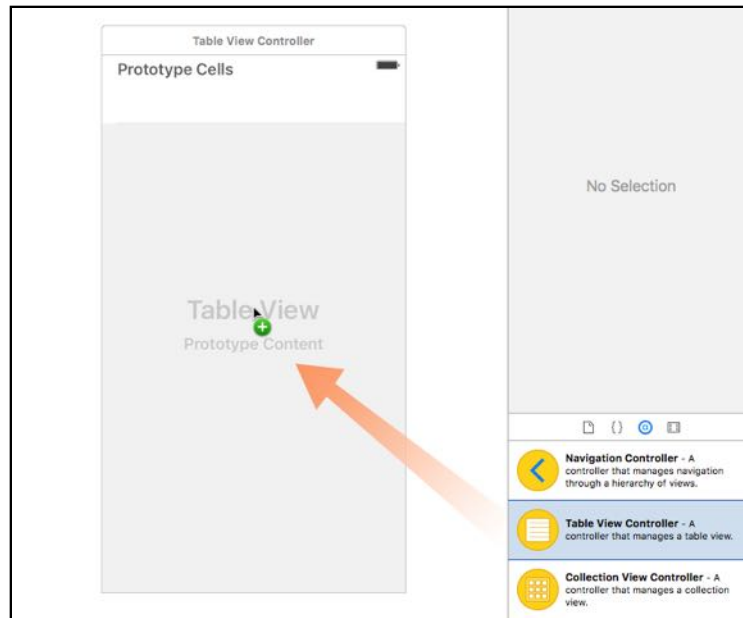 Table View Controller
Prototype Cells
Table View
Prototype Content
No Selection
{}
Navigation Controller - A
controller that manages navigation
through a hierarchy of views.
Table View Controller - A
controller that manages a table view.
Collection View Controller - A
controller that manages a collection
view.